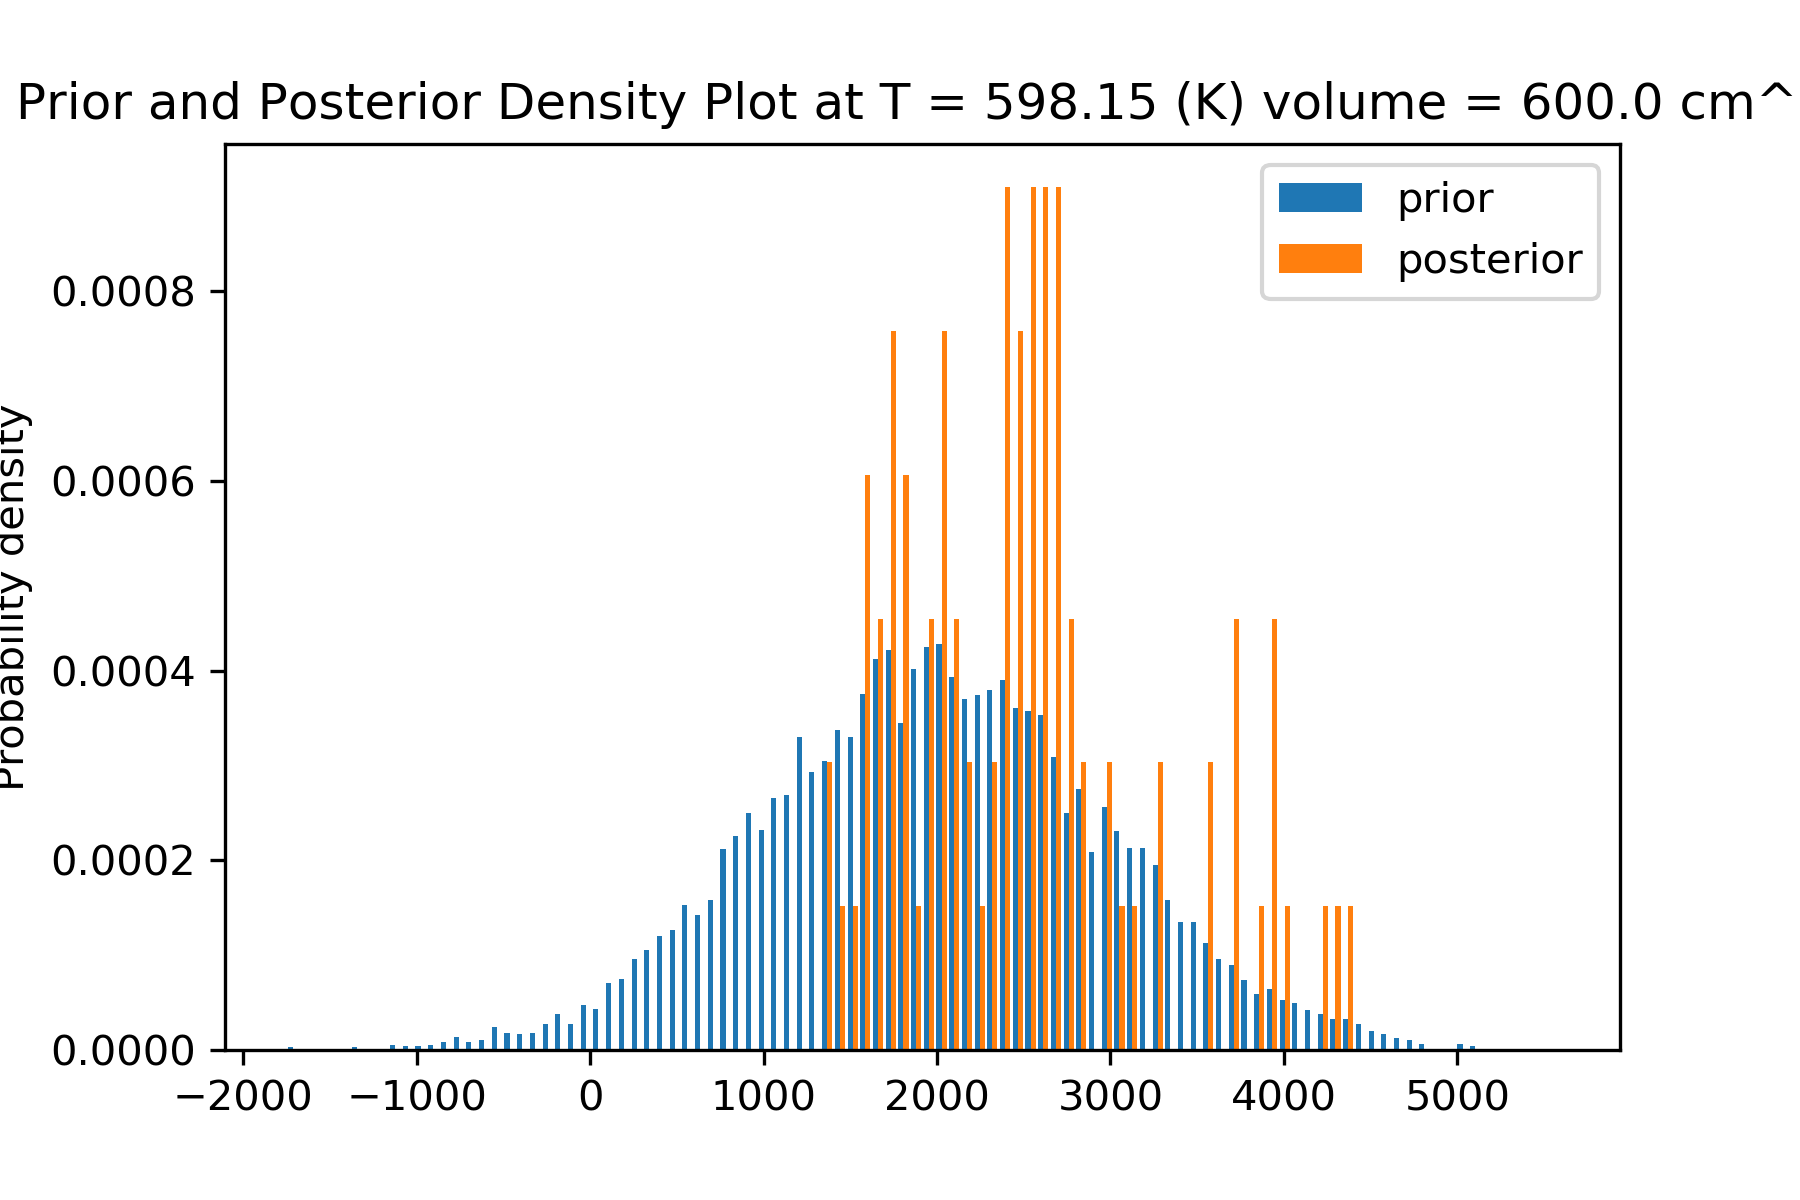 Prior and Posterior Density Plot at T = 598.15 (K) volume = 600.0 cm^
prior
posterior
Probability density
0.0008
0.0006
0.0004
0.0002
0.0000
−2000 −1000 0 1000 2000 3000 4000 5000